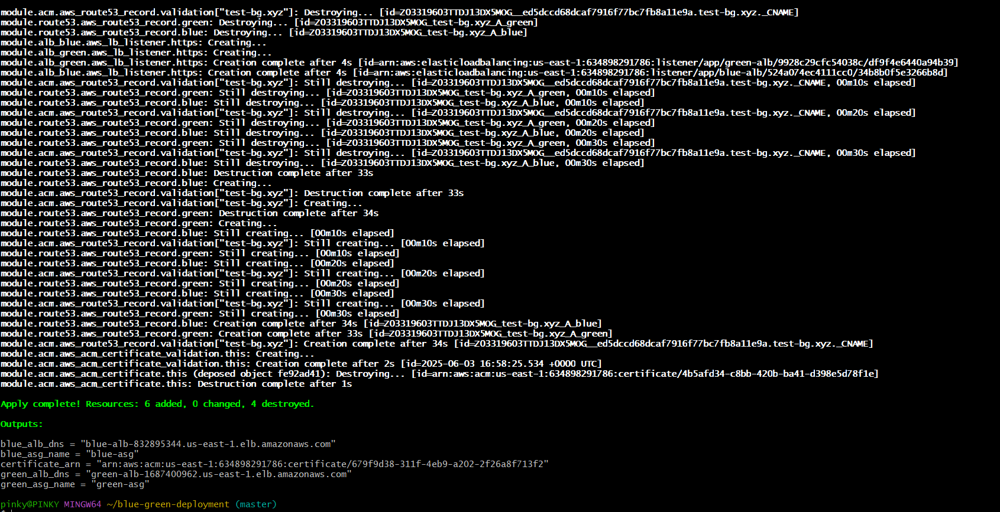 module.acm.aws_route53_record.validation["test-bg.xyz"]: Destroying... [id=Z03319603TTDJ13DX5MOG__ed5dccd68dcaf7916f77bc7fb8a11e9a.test-bg.xyz._CNAME]
module.route53.aws_route53_record.green: Destroying... [id=Z03319603TTDJ13DX5MOG_test-bg.xyz_A_green]
module.route53.aws_route53_record.blue: Destroying... [id=Z03319603TTDJ13DX5MOG_test-bg.xyz_A_blue]
module.alb_blue.aws_lb_listener.https: Creating...
module.alb_green.aws_lb_listener.https: Creating...
module.alb_green.aws_lb_listener.https: Creation complete after 4s [id=arn:aws:elasticloadbalancing:us-east-1:634898291786:listener/app/green-alb/9928c29cfc54038c/df9f4e6440a94b39]
module.alb_blue.aws_lb_listener.https: Creation complete after 4s [id=arn:aws:elasticloadbalancing:us-east-1:634898291786:listener/app/blue-alb/524a074ec4111cc0/34b8b0f5e3266b8d]
module.acm.aws_route53_record.validation["test-bg.xyz"]: Still destroying... [id=Z03319603TTDJ13DX5MOG__ed5dccd68dcaf7916f77bc7fb8a11e9a.test-bg.xyz._CNAME, 00m10s elapsed]
module.route53.aws_route53_record.green: Still destroying... [id=Z03319603TTDJ13DX5MOG_test-bg.xyz_A_green, 00m10s elapsed]
module.route53.aws_route53_record.blue: Still destroying... [id=Z03319603TTDJ13DX5MOG_test-bg.xyz_A_blue, 00m10s elapsed]
module.acm.aws_route53_record.validation["test-bg.xyz"]: Still destroying... [id=Z03319603TTDJ13DX5MOG__ed5dccd68dcaf7916f77bc7fb8a11e9a.test-bg.xyz._CNAME, 00m20s elapsed]
module.route53.aws_route53_record.green: Still destroying... [id=Z03319603TTDJ13DX5MOG_test-bg.xyz_A_green, 00m20s elapsed]
module.route53.aws_route53_record.blue: Still destroying... [id=Z03319603TTDJ13DX5MOG_test-bg.xyz_A_blue, 00m20s elapsed]
module.route53.aws_route53_record.green: Still destroying... [id=Z03319603TTDJ13DX5MOG_test-bg.xyz_A_green, 00m30s elapsed]
module.acm.aws_route53_record.validation["test-bg.xyz"]: Still destroying... [id=Z03319603TTDJ13DX5MOG__ed5dccd68dcaf7916f77bc7fb8a11e9a.test-bg.xyz._CNAME, 00m30s elapsed]
module.route53.aws_route53_record.blue: Still destroying... [id=Z03319603TTDJ13DX5MOG_test-bg.xyz_A_blue, 00m30s elapsed]
module.route53.aws_route53_record.blue: Destruction complete after 33s
module.route53.aws_route53_record.blue: Creating...
module.acm.aws_route53_record.validation["test-bg.xyz"]: Destruction complete after 33s
module.acm.aws_route53_record.validation["test-bg.xyz"]: Creating...
module.route53.aws_route53_record.green: Destruction complete after 34s
module.route53.aws_route53_record.green: Creating...
module.route53.aws_route53_record.blue: Still creating... [00m10s elapsed]
module.acm.aws_route53_record.validation["test-bg.xyz"]: Still creating... [00m10s elapsed]
module.route53.aws_route53_record.green: Still creating... [00m10s elapsed]
module.route53.aws_route53_record.blue: Still creating... [00m20s elapsed]
module.acm.aws_route53_record.validation["test-bg.xyz"]: Still creating... [00m20s elapsed]
module.route53.aws_route53_record.green: Still creating... [00m20s elapsed]
module.route53.aws_route53_record.blue: Still creating... [00m30s elapsed]
module.acm.aws_route53_record.validation["test-bg.xyz"]: Still creating... [00m30s elapsed]
module.route53.aws_route53_record.green: Still creating... [00m30s elapsed]
module.route53.aws_route53_record.blue: Creation complete after 34s [id=Z03319603TTDJ13DX5MOG_test-bg.xyz_A_blue]
module.route53.aws_route53_record.green: Creation complete after 33s [id=Z03319603TTDJ13DX5MOG_test-bg.xyz_A_green]
module.acm.aws_route53_record.validation["test-bg.xyz"]: Creation complete after 34s [id=Z03319603TTDJ13DX5MOG__ed5dccd68dcaf7916f77bc7fb8a11e9a.test-bg.xyz._CNAME]
module.acm.aws_acm_certificate_validation.this: Creating...
module.acm.aws_acm_certificate_validation.this: Creation complete after 2s [id=2025-06-03 16:58:25.534 +0000 UTC]
module.acm.aws_acm_certificate.this (deposed object fe92ad41): Destroying... [id=arn:aws:acm:us-east-1:634898291786:certificate/4b5afd34-c8bb-420b-ba41-d398e5d78f1e]
module.acm.aws_acm_certificate.this: Destruction complete after 1s
Apply complete! Resources: 6 added, 0 changed, 4 destroyed.
Outputs:
blue_alb_dns = "blue-alb-832895344.us-east-1.elb.amazonaws.com"
blue_asg_name = "blue-asg"
certificate_arn = "arn:aws:acm:us-east-1:634898291786:certificate/679f9d38-311f-4eb9-a202-2f26a8f713f2"
green_alb_dns = "green-alb-1687400962.us-east-1.elb.amazonaws.com"
green_asg_name = "green-asg"
pinky@PINKY MINGW64 ~/blue-green-deployment (master)